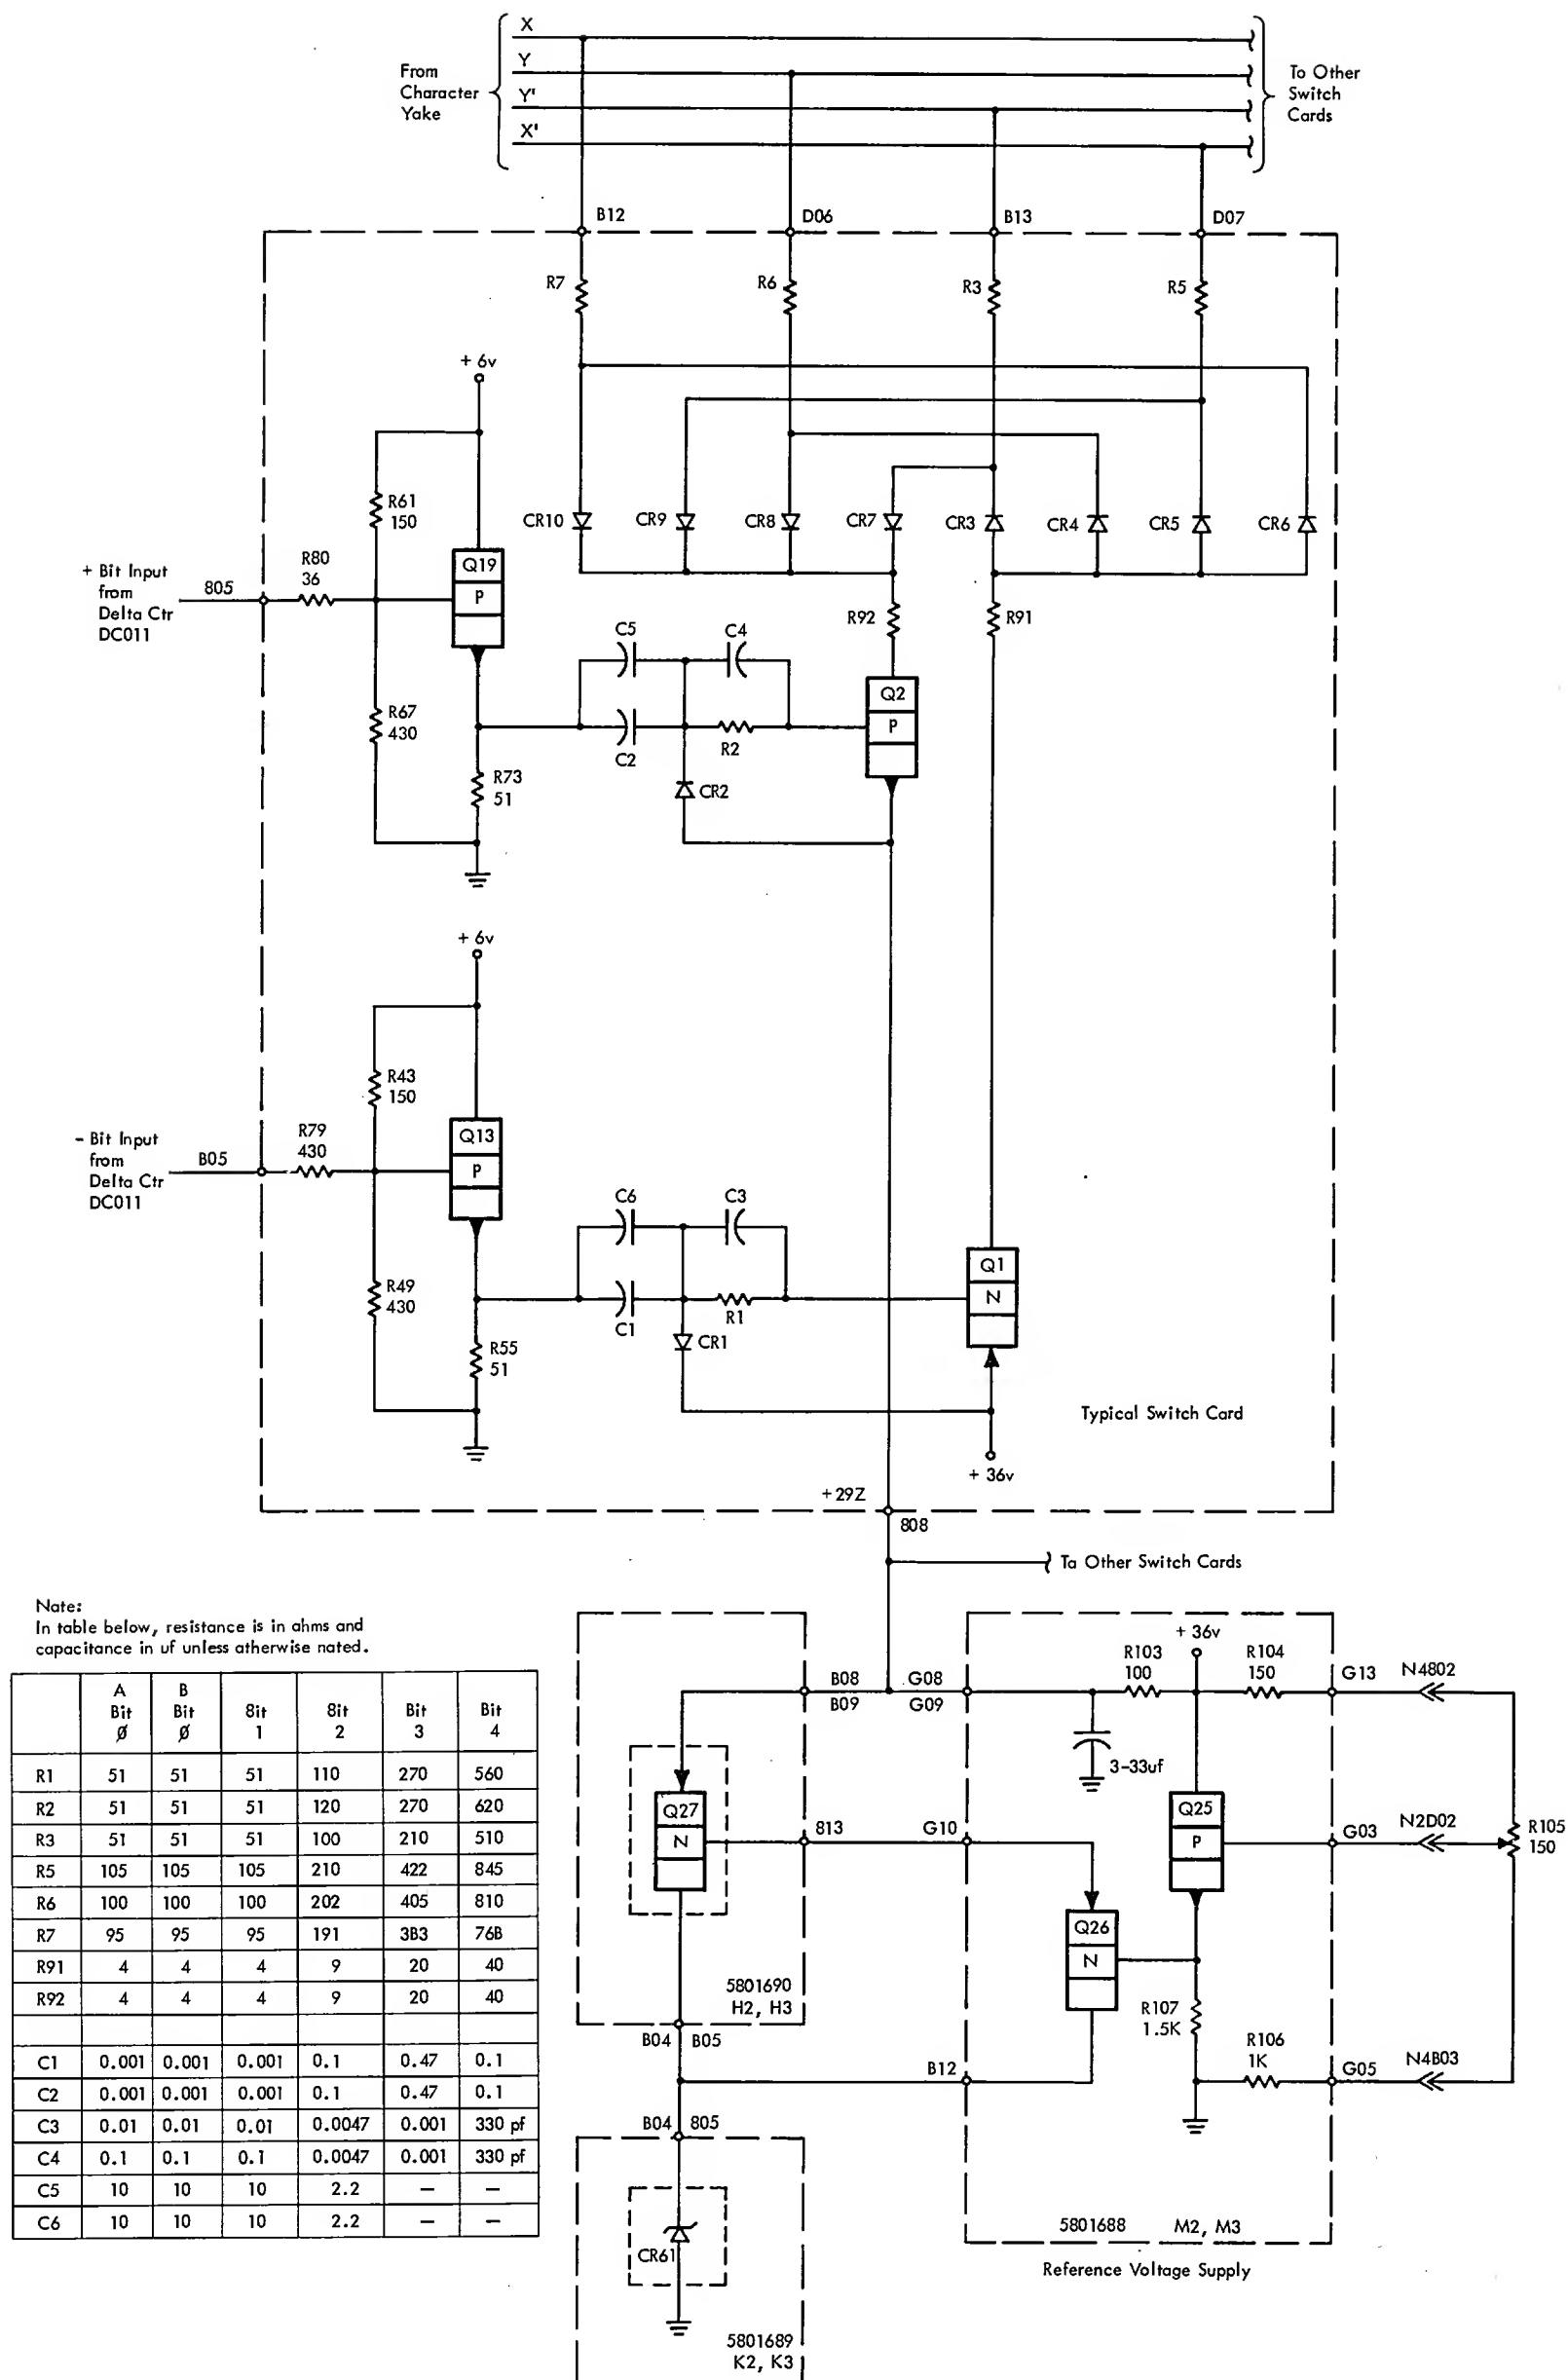 X
Y
Y'
X'
From
Character
Yake
To Other
Switch
Cards
B12
D06
B13
D07
R7
R6
R3
R5
+ 6v
R61
150
CR10
CR9
CR8
CR7
CR3
CR4
CR5
CR6
+ Bit Input
from
Delta Ctr
DC011
805
R80
36
Q19
P
R92
R91
C5
C4
Q2
P
R67
430
C2
R2
R73
51
CR2
+ 6v
R43
150
- Bit Input
from
Delta Ctr
DC011
B05
R79
430
Q13
P
C6
C3
Q1
N
R49
430
C1
R1
R55
51
CR1
Typical Switch Card
+ 36v
+29Z
808
Ta Other Switch Cards
Nate:
In table below, resistance is in ahms and
capacitance in uf unless atherwise nated.
A Bit Ø B Bit Ø 8it 1 8it 2 Bit 3 Bit 4
R1 51 51 51 110 270 560
R2 51 51 51 120 270 620
R3 51 51 51 100 210 510
R5 105 105 105 210 422 845
R6 100 100 100 202 405 810
R7 95 95 95 191 3B3 76B
R91 4 4 4 9 20 40
R92 4 4 4 9 20 40
C1 0.001 0.001 0.001 0.1 0.47 0.1
C2 0.001 0.001 0.001 0.1 0.47 0.1
C3 0.01 0.01 0.01 0.0047 0.001 330 pf
C4 0.1 0.1 0.1 0.0047 0.001 330 pf
C5 10 10 10 2.2 — —
C6 10 10 10 2.2 — —
+ 36v
R103
100
R104
150
B08
B09
G08
G09
G13
N4802
3-33uf
Q27
N
813
G10
Q25
P
G03
N2D02
R105
150
Q26
N
5801690
H2, H3
R107
1.5K
R106
1K
B04
B05
B12
G05
N4B03
B04
805
CR61
5801688 M2, M3
Reference Voltage Supply
5801689
K2, K3